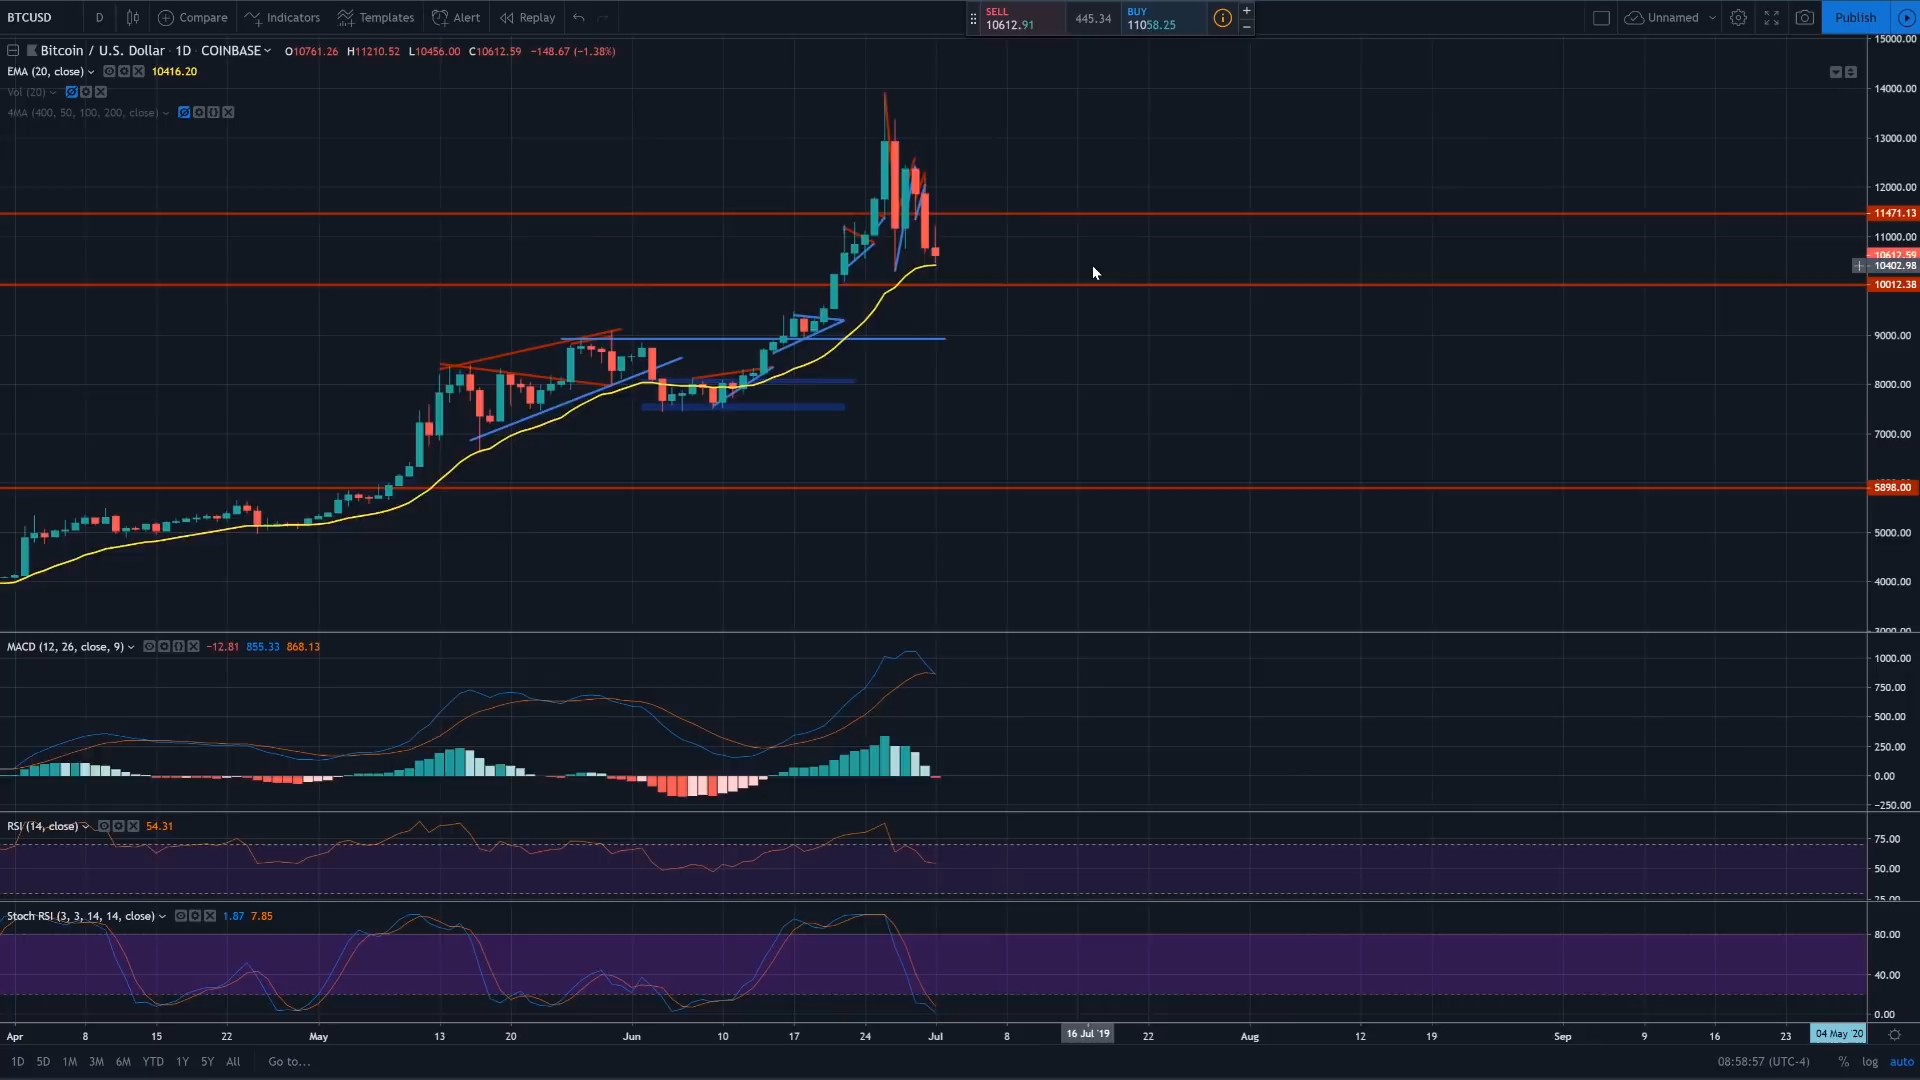 BTCUSD D Compare Indicators Templates Alert Replay SELL 10612.91 445.34 BUY 11058.25 Unnamed Publish
Bitcoin / U.S. Dollar · 1D · COINBASE O10761.26 H11210.52 L10456.00 C10612.59 −148.67 (−1.38%)
EMA (20, close) 10416.20
Vol (20)
4MA (400, 50, 100, 200, close)
15000.00
14000.00
13000.00
12000.00
11471.13
11000.00
10612.59
10402.98
10012.38
9000.00
8000.00
7000.00
5898.00
5000.00
4000.00
3000.00
MACD (12, 26, close, 9) −12.81 855.33 868.13
1000.00
750.00
500.00
250.00
0.00
−250.00
RSI (14, close) 54.31
75.00
50.00
25.00
Stoch RSI (3, 3, 14, 14, close) 1.87 7.85
80.00
40.00
0.00
Apr 8 15 22 May 13 20 Jun 10 17 24 Jul 8 16 Jul '19 22 Aug 12 19 Sep 9 16 23 04 May '20
1D 5D 1M 3M 6M YTD 1Y 5Y All Go to... 08:58:57 (UTC-4) % log auto